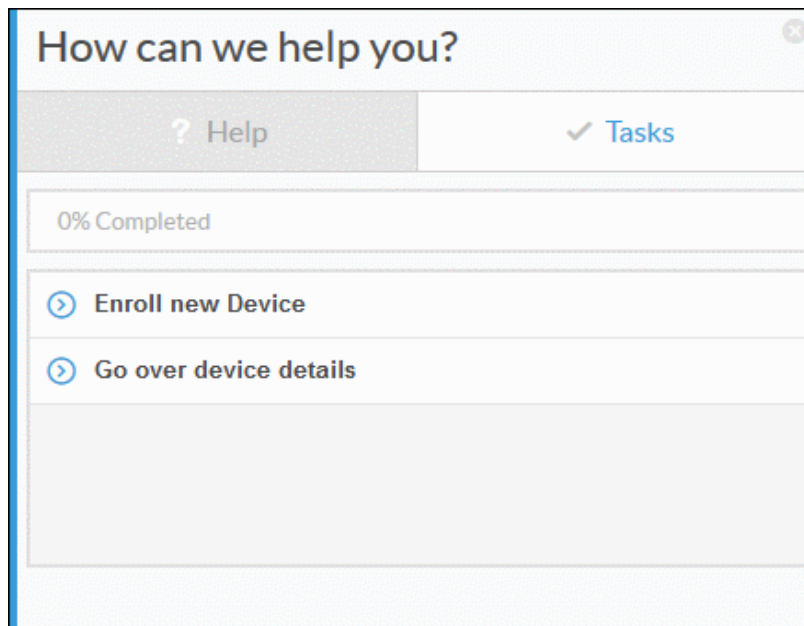 How can we help you?
? Help
Tasks
0% Completed
Enroll new Device
Go over device details